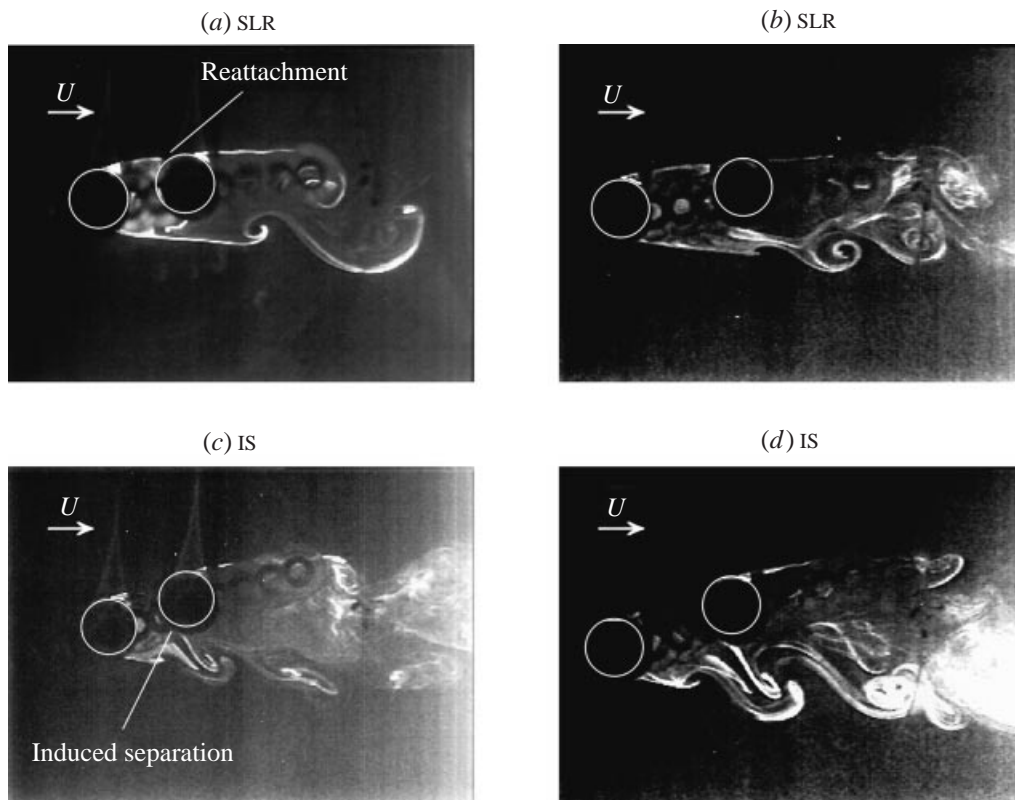 (a) SLR
Reattachment
U
(b) SLR
U
(c) IS
U
Induced separation
(d) IS
U